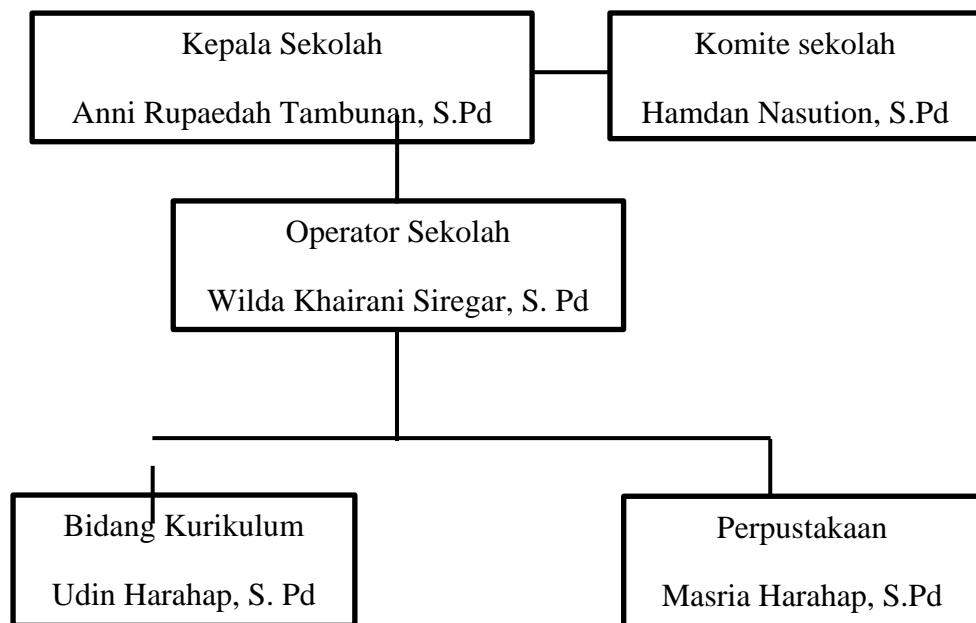 Kepala Sekolah
Anni Rupaedah Tambunan, S.Pd
Komite sekolah
Hamdan Nasution, S.Pd
Operator Sekolah
Wilda Khairani Siregar, S. Pd
Bidang Kurikulum
Udin Harahap, S. Pd
Perpustakaan
Masria Harahap, S.Pd